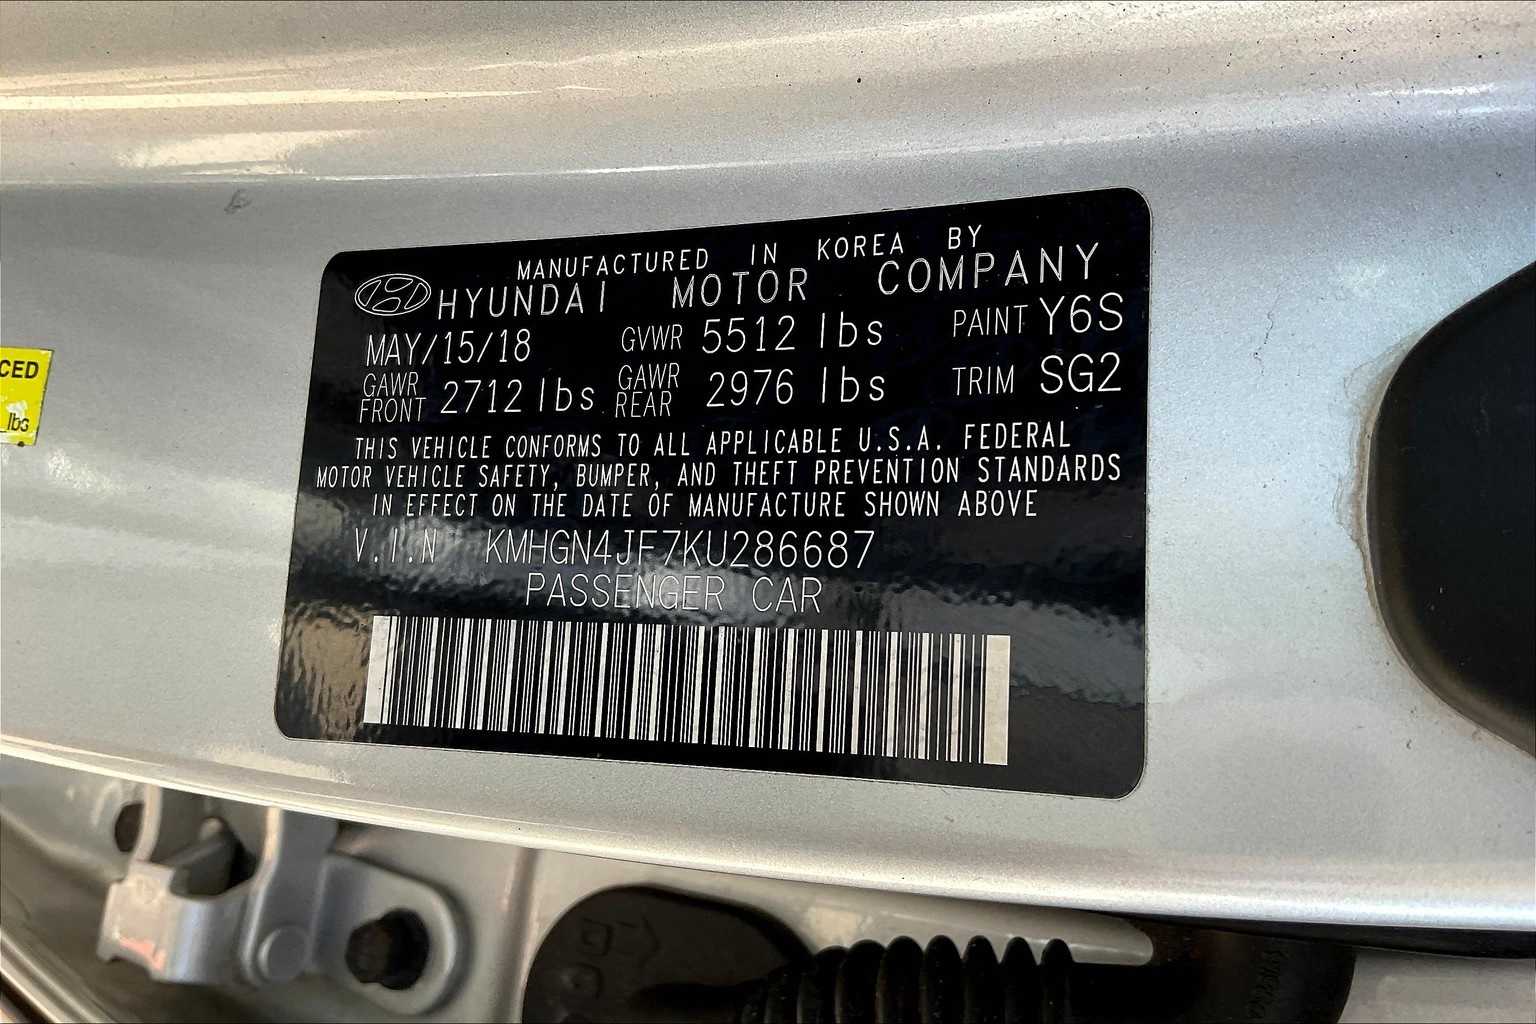 MANUFACTURED IN KOREA BY
HYUNDAI MOTOR COMPANY
MAY/15/18 GVWR 5512 lbs PAINT Y6S
GAWR FRONT 2712 lbs GAWR REAR 2976 lbs TRIM SG2
THIS VEHICLE CONFORMS TO ALL APPLICABLE U.S.A. FEDERAL
MOTOR VEHICLE SAFETY, BUMPER, AND THEFT PREVENTION STANDARDS
IN EFFECT ON THE DATE OF MANUFACTURE SHOWN ABOVE
V.I.N KMHGN4JF7KU286687
PASSENGER CAR
CED
lbs